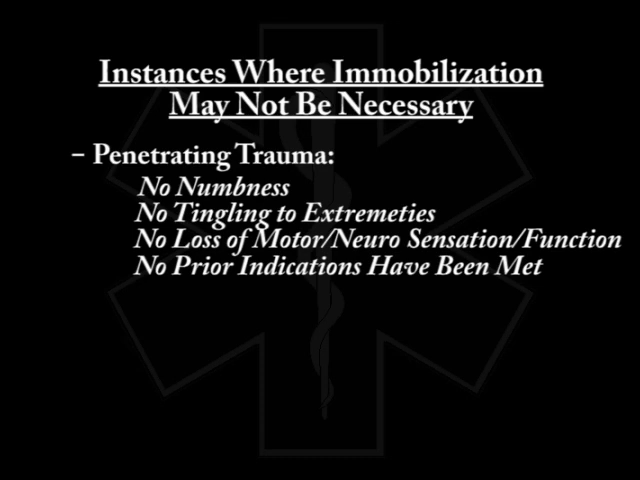 Instances Where Immobilization
May Not Be Necessary
– Penetrating Trauma:
No Numbness
No Tingling to Extremeties
No Loss of Motor/Neuro Sensation/Function
No Prior Indications Have Been Met